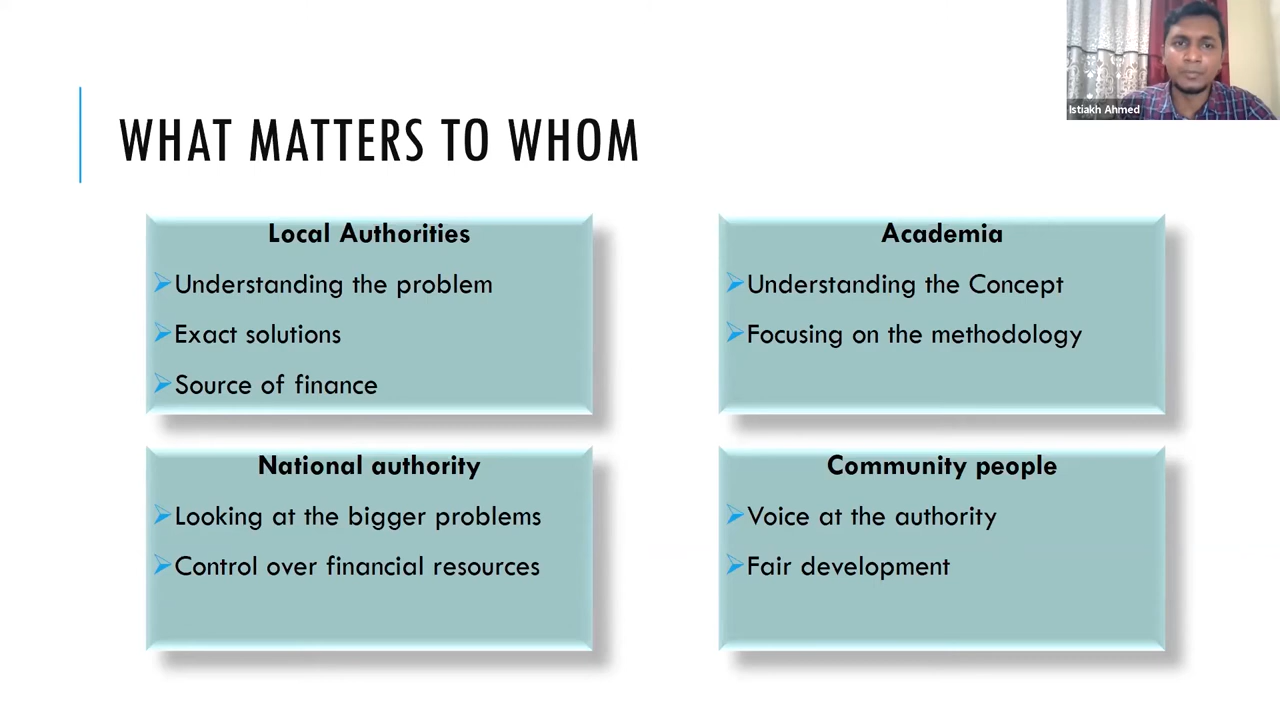 Istiakh Ahmed
WHAT MATTERS TO WHOM
Local Authorities
Understanding the problem
Exact solutions
Source of finance
Academia
Understanding the Concept
Focusing on the methodology
National authority
Looking at the bigger problems
Control over financial resources
Community people
Voice at the authority
Fair development